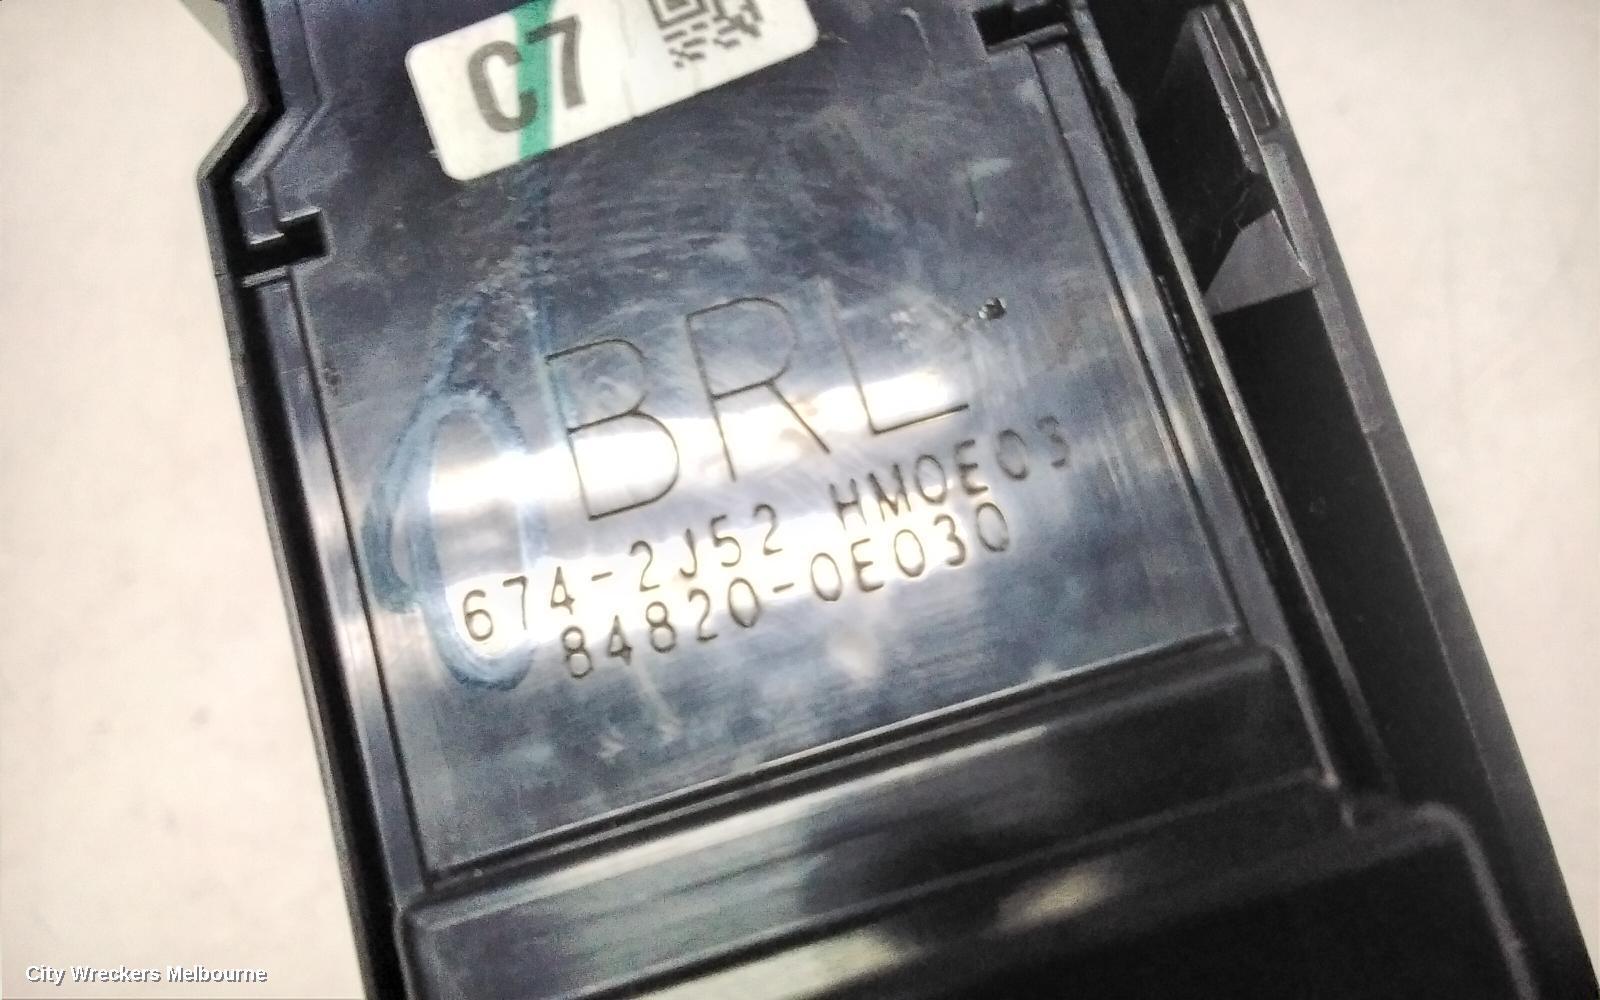 C7
BRL
674-2J52 HM0E03
84820-0E030
City Wreckers Melbourne